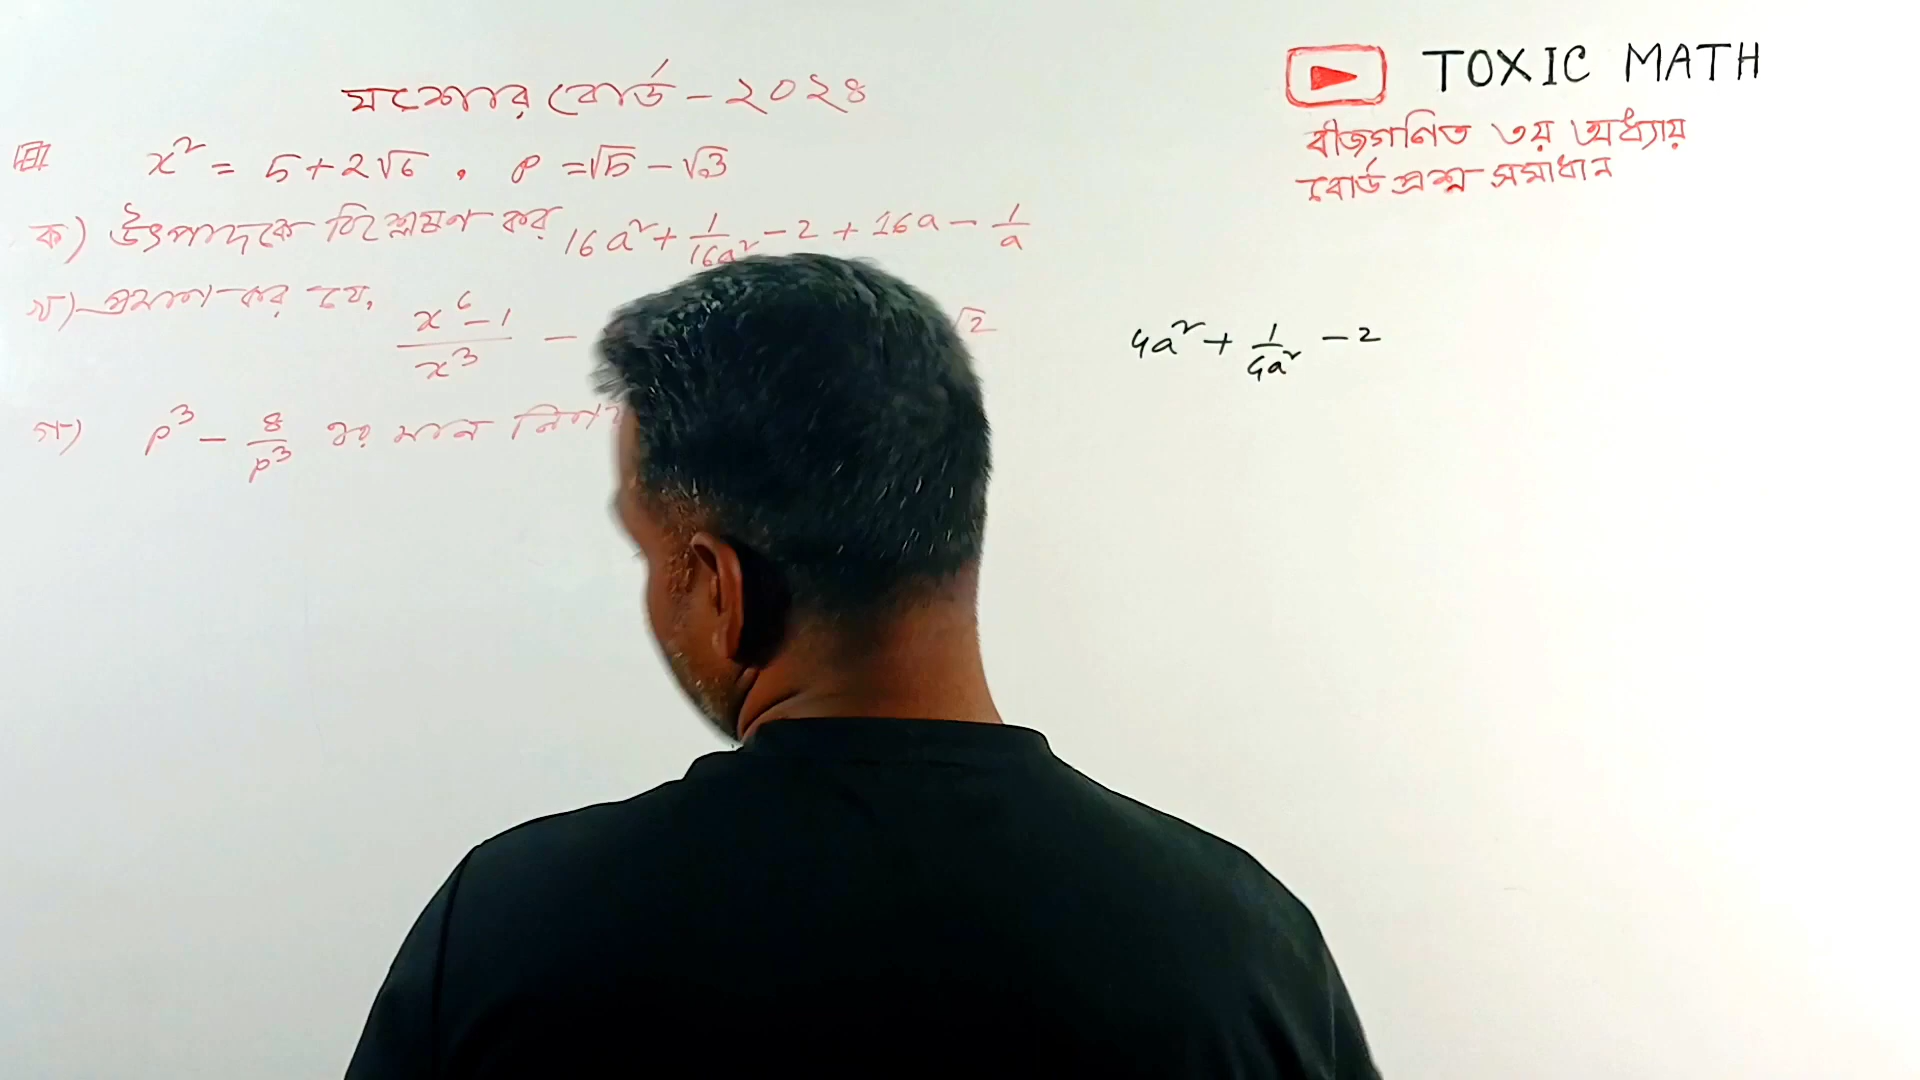 যশোর বোর্ড - ২০২৪
x² = 5+2√6 , P = √5 - √3
ক) উৎপাদকে বিশ্লেষণ কর 16a² + 1/16a² - 2 + 16a - 1/a
খ) প্রমাণ কর যে, x⁶-1/x³ - √2
গ) P³ - 8/P³ এর মান
TOXIC MATH
বীজগণিত ৩য় অধ্যায়
বোর্ড প্রশ্ন সমাধান
4a² + 1/4a² - 2